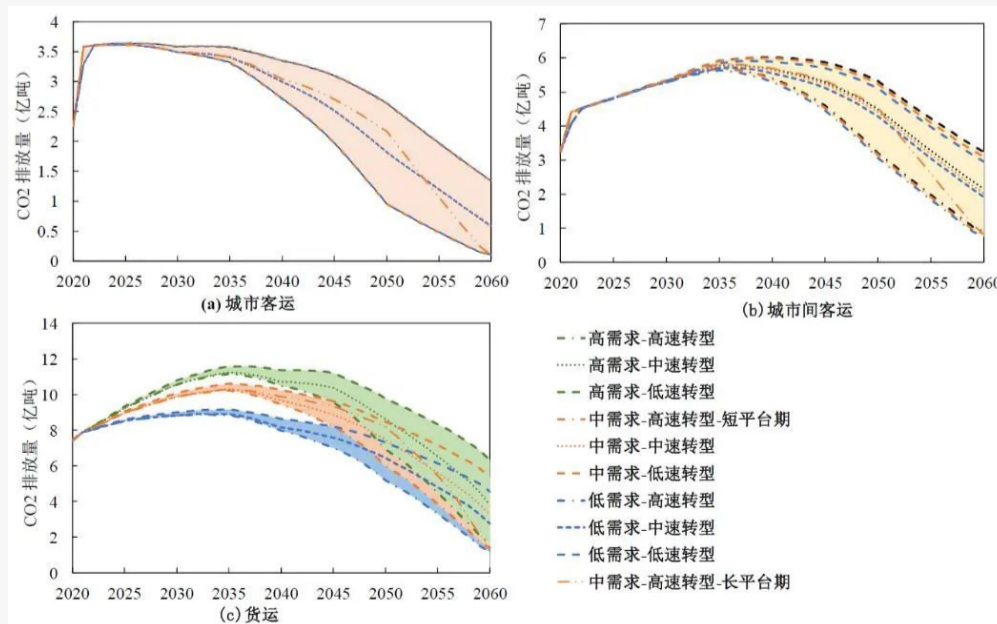 4
3.5
3
2.5
2
1.5
1
0.5
0
CO2 排放量（亿吨）
2020 2025 2030 2035 2040 2045 2050 2055 2060
(a) 城市客运
7
6
5
4
3
2
1
0
CO2 排放量（亿吨）
2020 2025 2030 2035 2040 2045 2050 2055 2060
(b)城市间客运
14
12
10
8
6
4
2
0
CO2 排放量（亿吨）
2020 2025 2030 2035 2040 2045 2050 2055 2060
(c)货运
高需求-高速转型
高需求-中速转型
高需求-低速转型
中需求-高速转型-短平台期
中需求-中速转型
中需求-低速转型
低需求-高速转型
低需求-中速转型
低需求-低速转型
中需求-高速转型-长平台期